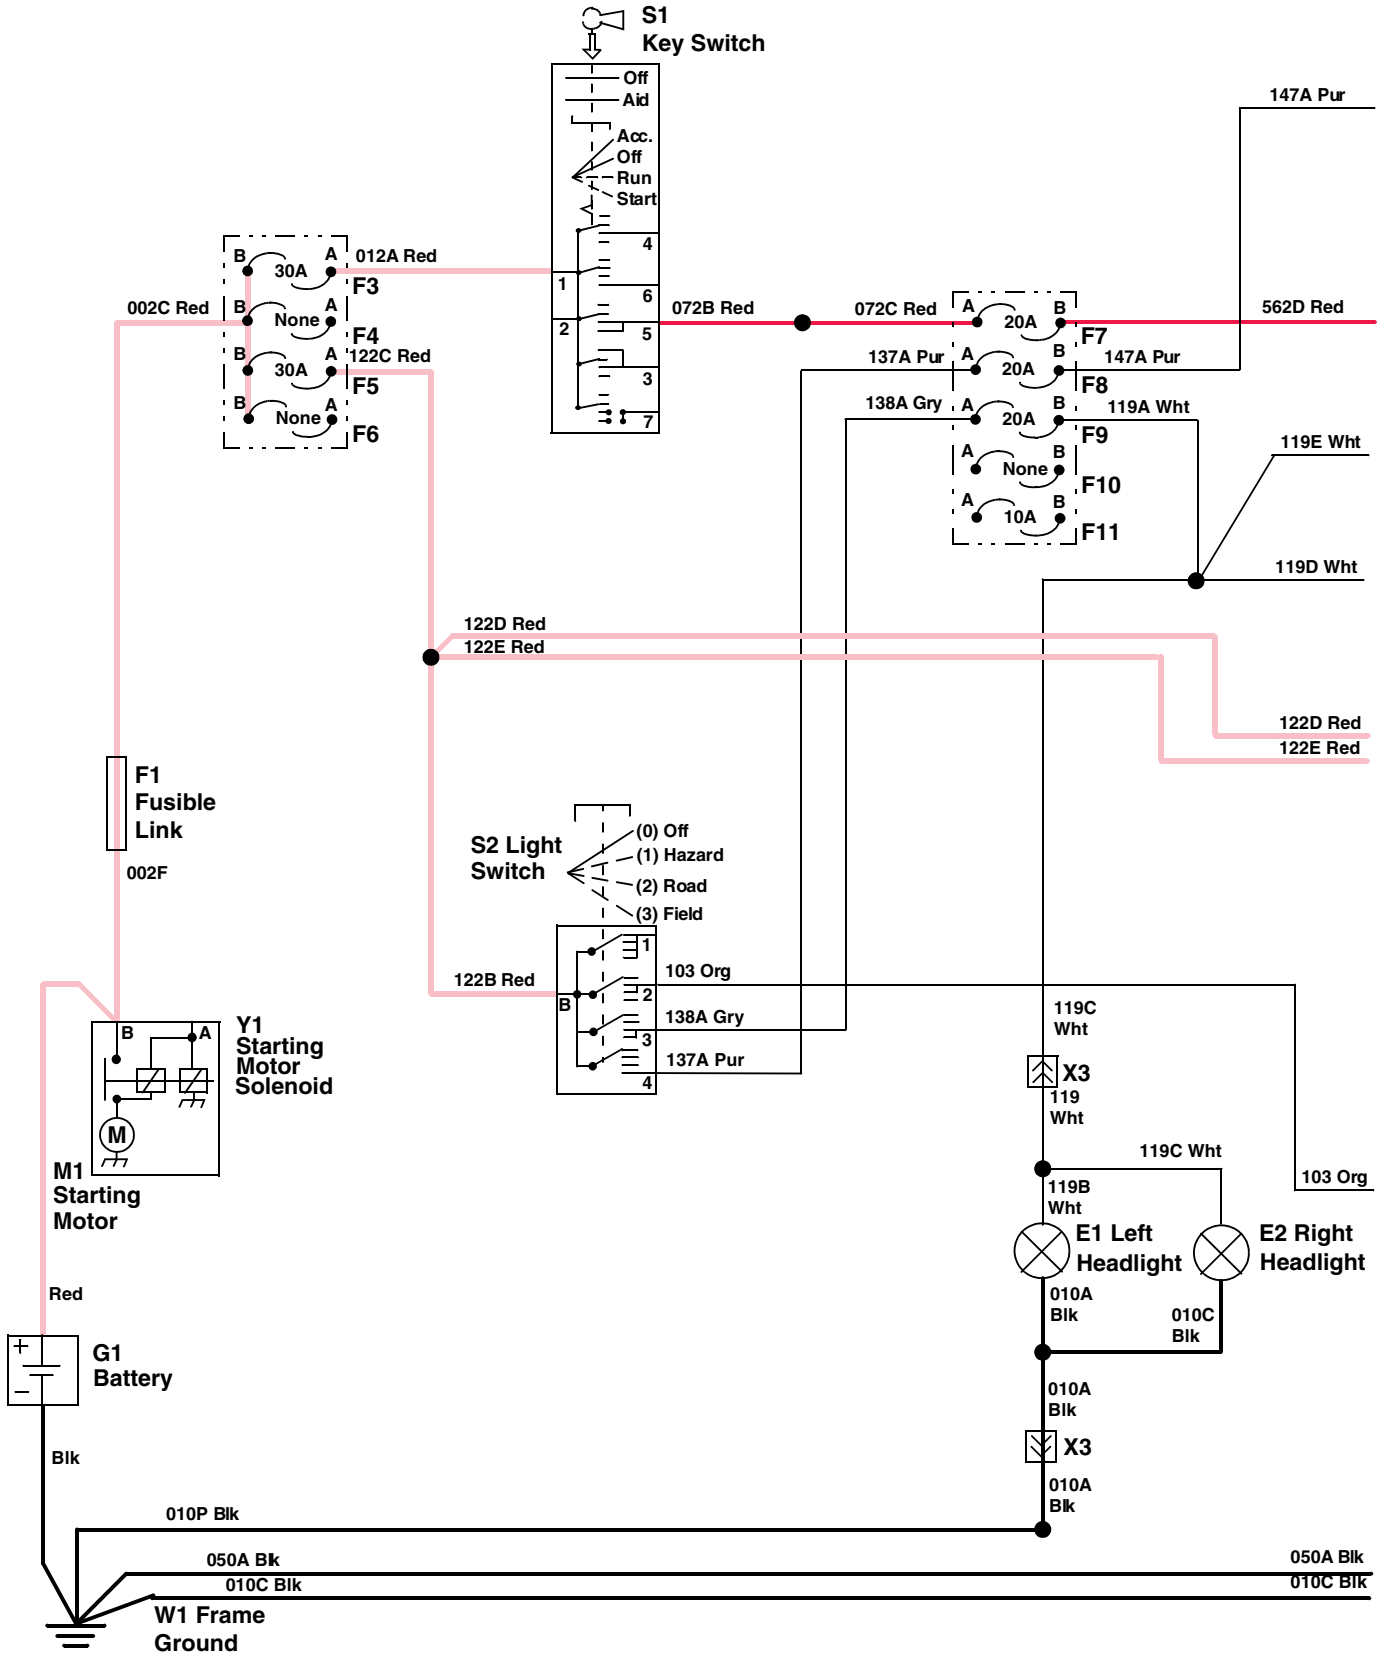 S1
Key Switch
Off
Aid
Acc.
Off
Run
Start
4
1
6
2
5
3
7
147A Pur
B
30A
A
012A Red
F3
002C Red
B
None
A
F4
B
30A
A
122C Red
F5
B
None
A
F6
072B Red
072C Red
A
20A
B
F7
562D Red
137A Pur
A
20A
B
147A Pur
F8
138A Gry
A
20A
B
119A Wht
F9
A
None
B
F10
A
10A
B
F11
119E Wht
119D Wht
122D Red
122E Red
122D Red
122E Red
F1
Fusible
Link
002F
S2 Light
Switch
(0) Off
(1) Hazard
(2) Road
(3) Field
122B Red
B
1
2
3
4
103 Org
138A Gry
137A Pur
B
A
Y1
Starting
Motor
Solenoid
M
M1
Starting
Motor
119C
Wht
X3
119
Wht
119C Wht
119B
Wht
103 Org
E1 Left
Headlight
E2 Right
Headlight
010A
Blk
010C
Blk
Red
+
−
G1
Battery
010A
Blk
X3
010A
Blk
Blk
010P Blk
050A Blk
050A Blk
010C Blk
010C Blk
W1 Frame
Ground